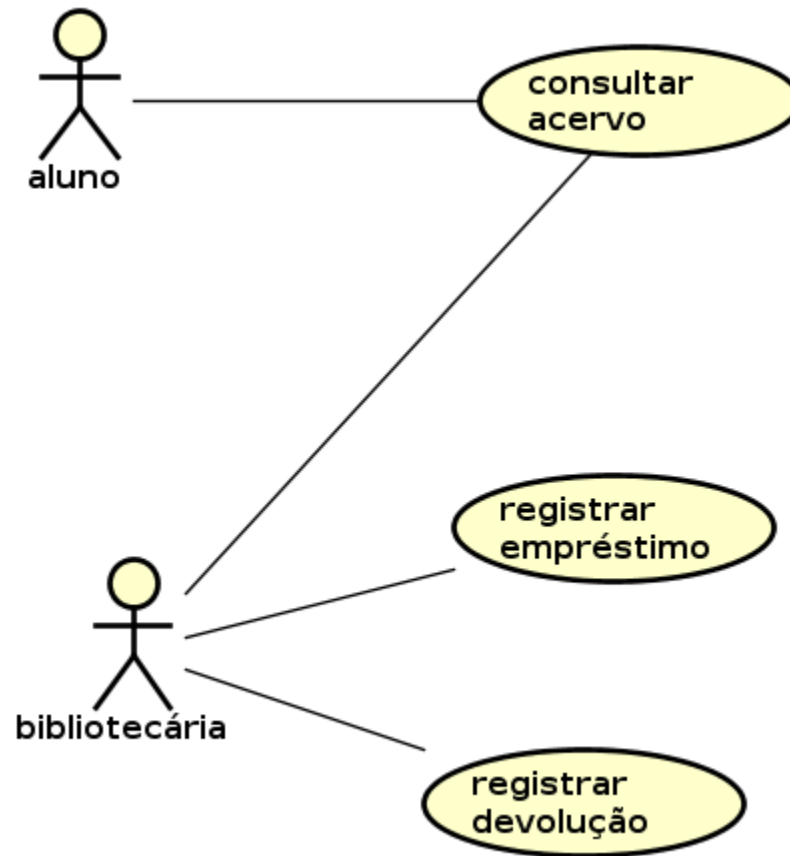 consultar
acervo
aluno
registrar
empréstimo
bibliotecária
registrar
devolução